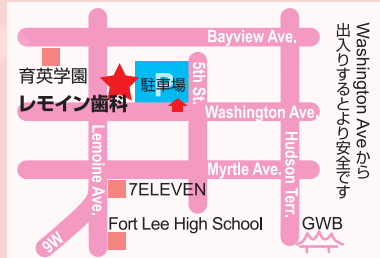 Bayview Ave.
育英学園
レモイン歯科
P
駐車場
5th St.
Washington Ave.
Lemoine Ave.
Hudson Terr.
Myrtle Ave.
7ELEVEN
Fort Lee High School
GWB
9W
Washington Aveから
出入りするとより安全です